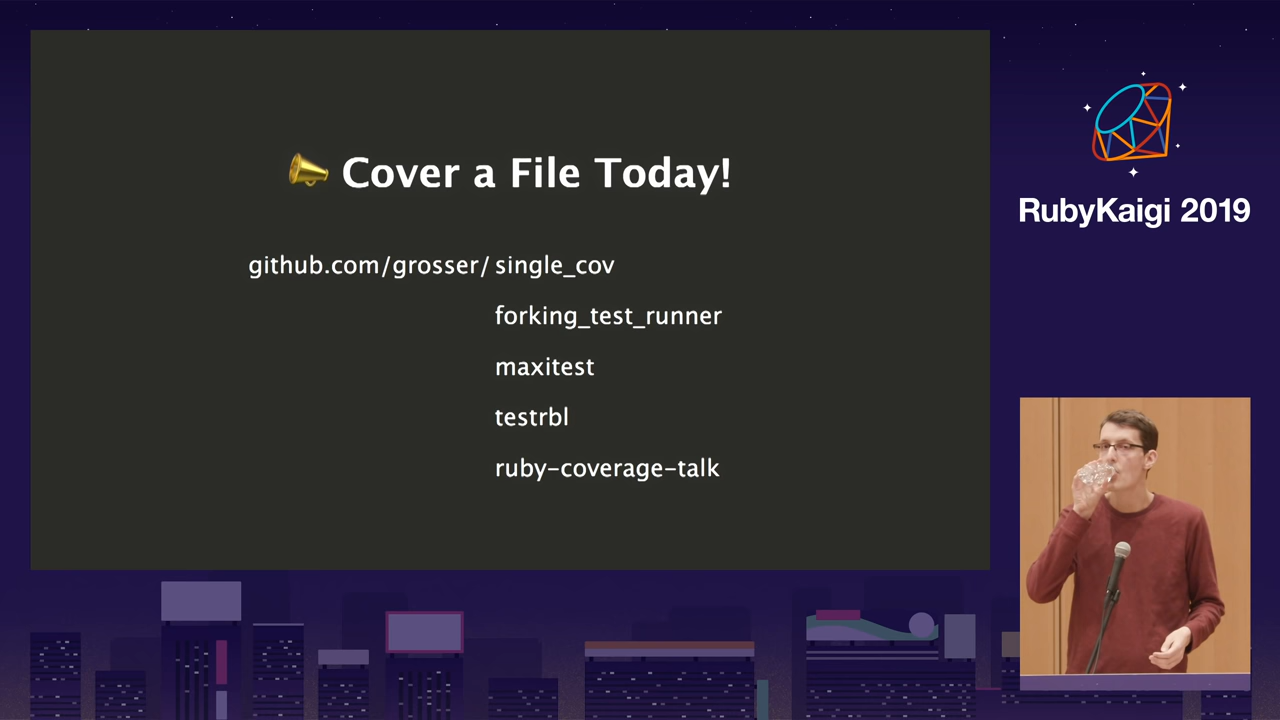 📣 Cover a File Today!
github.com/grosser/ single_cov
forking_test_runner
maxitest
testrbl
ruby-coverage-talk
RubyKaigi 2019